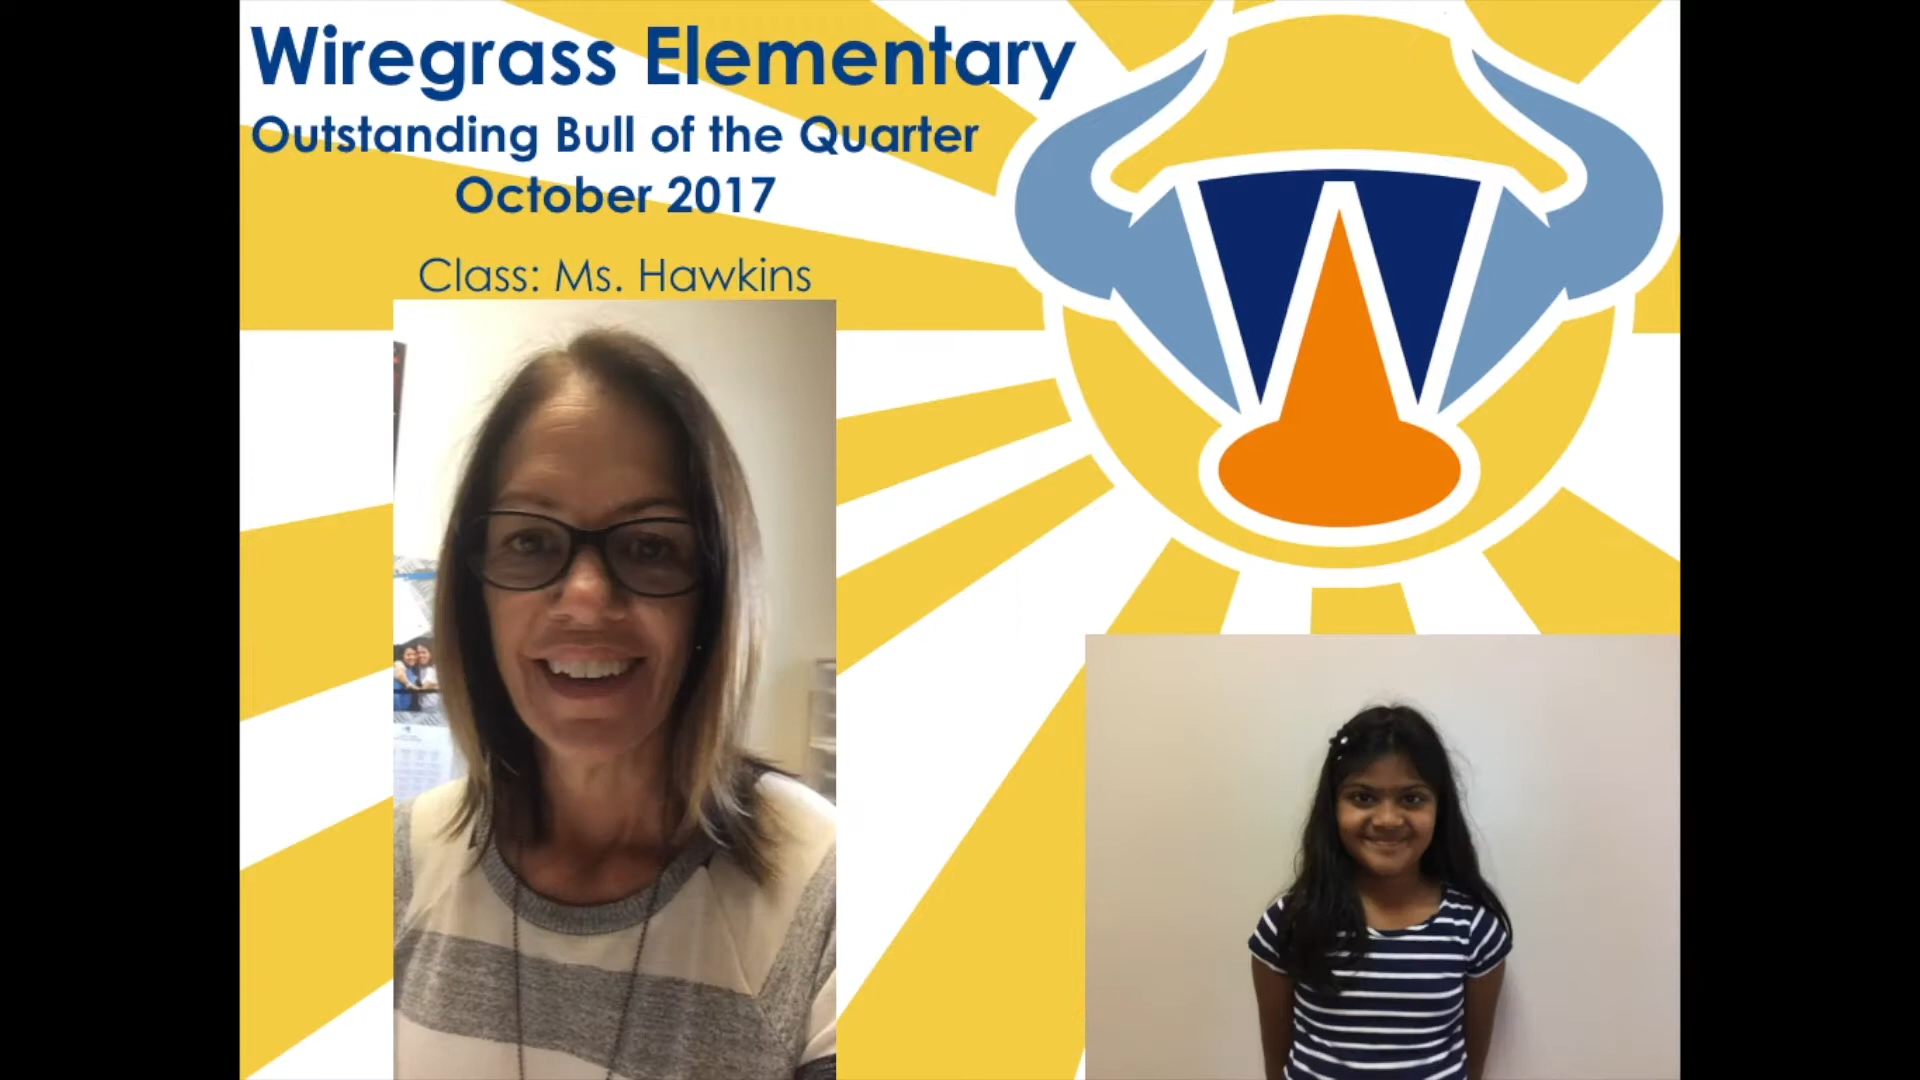 Wiregrass Elementary
Outstanding Bull of the Quarter
October 2017
Class: Ms. Hawkins